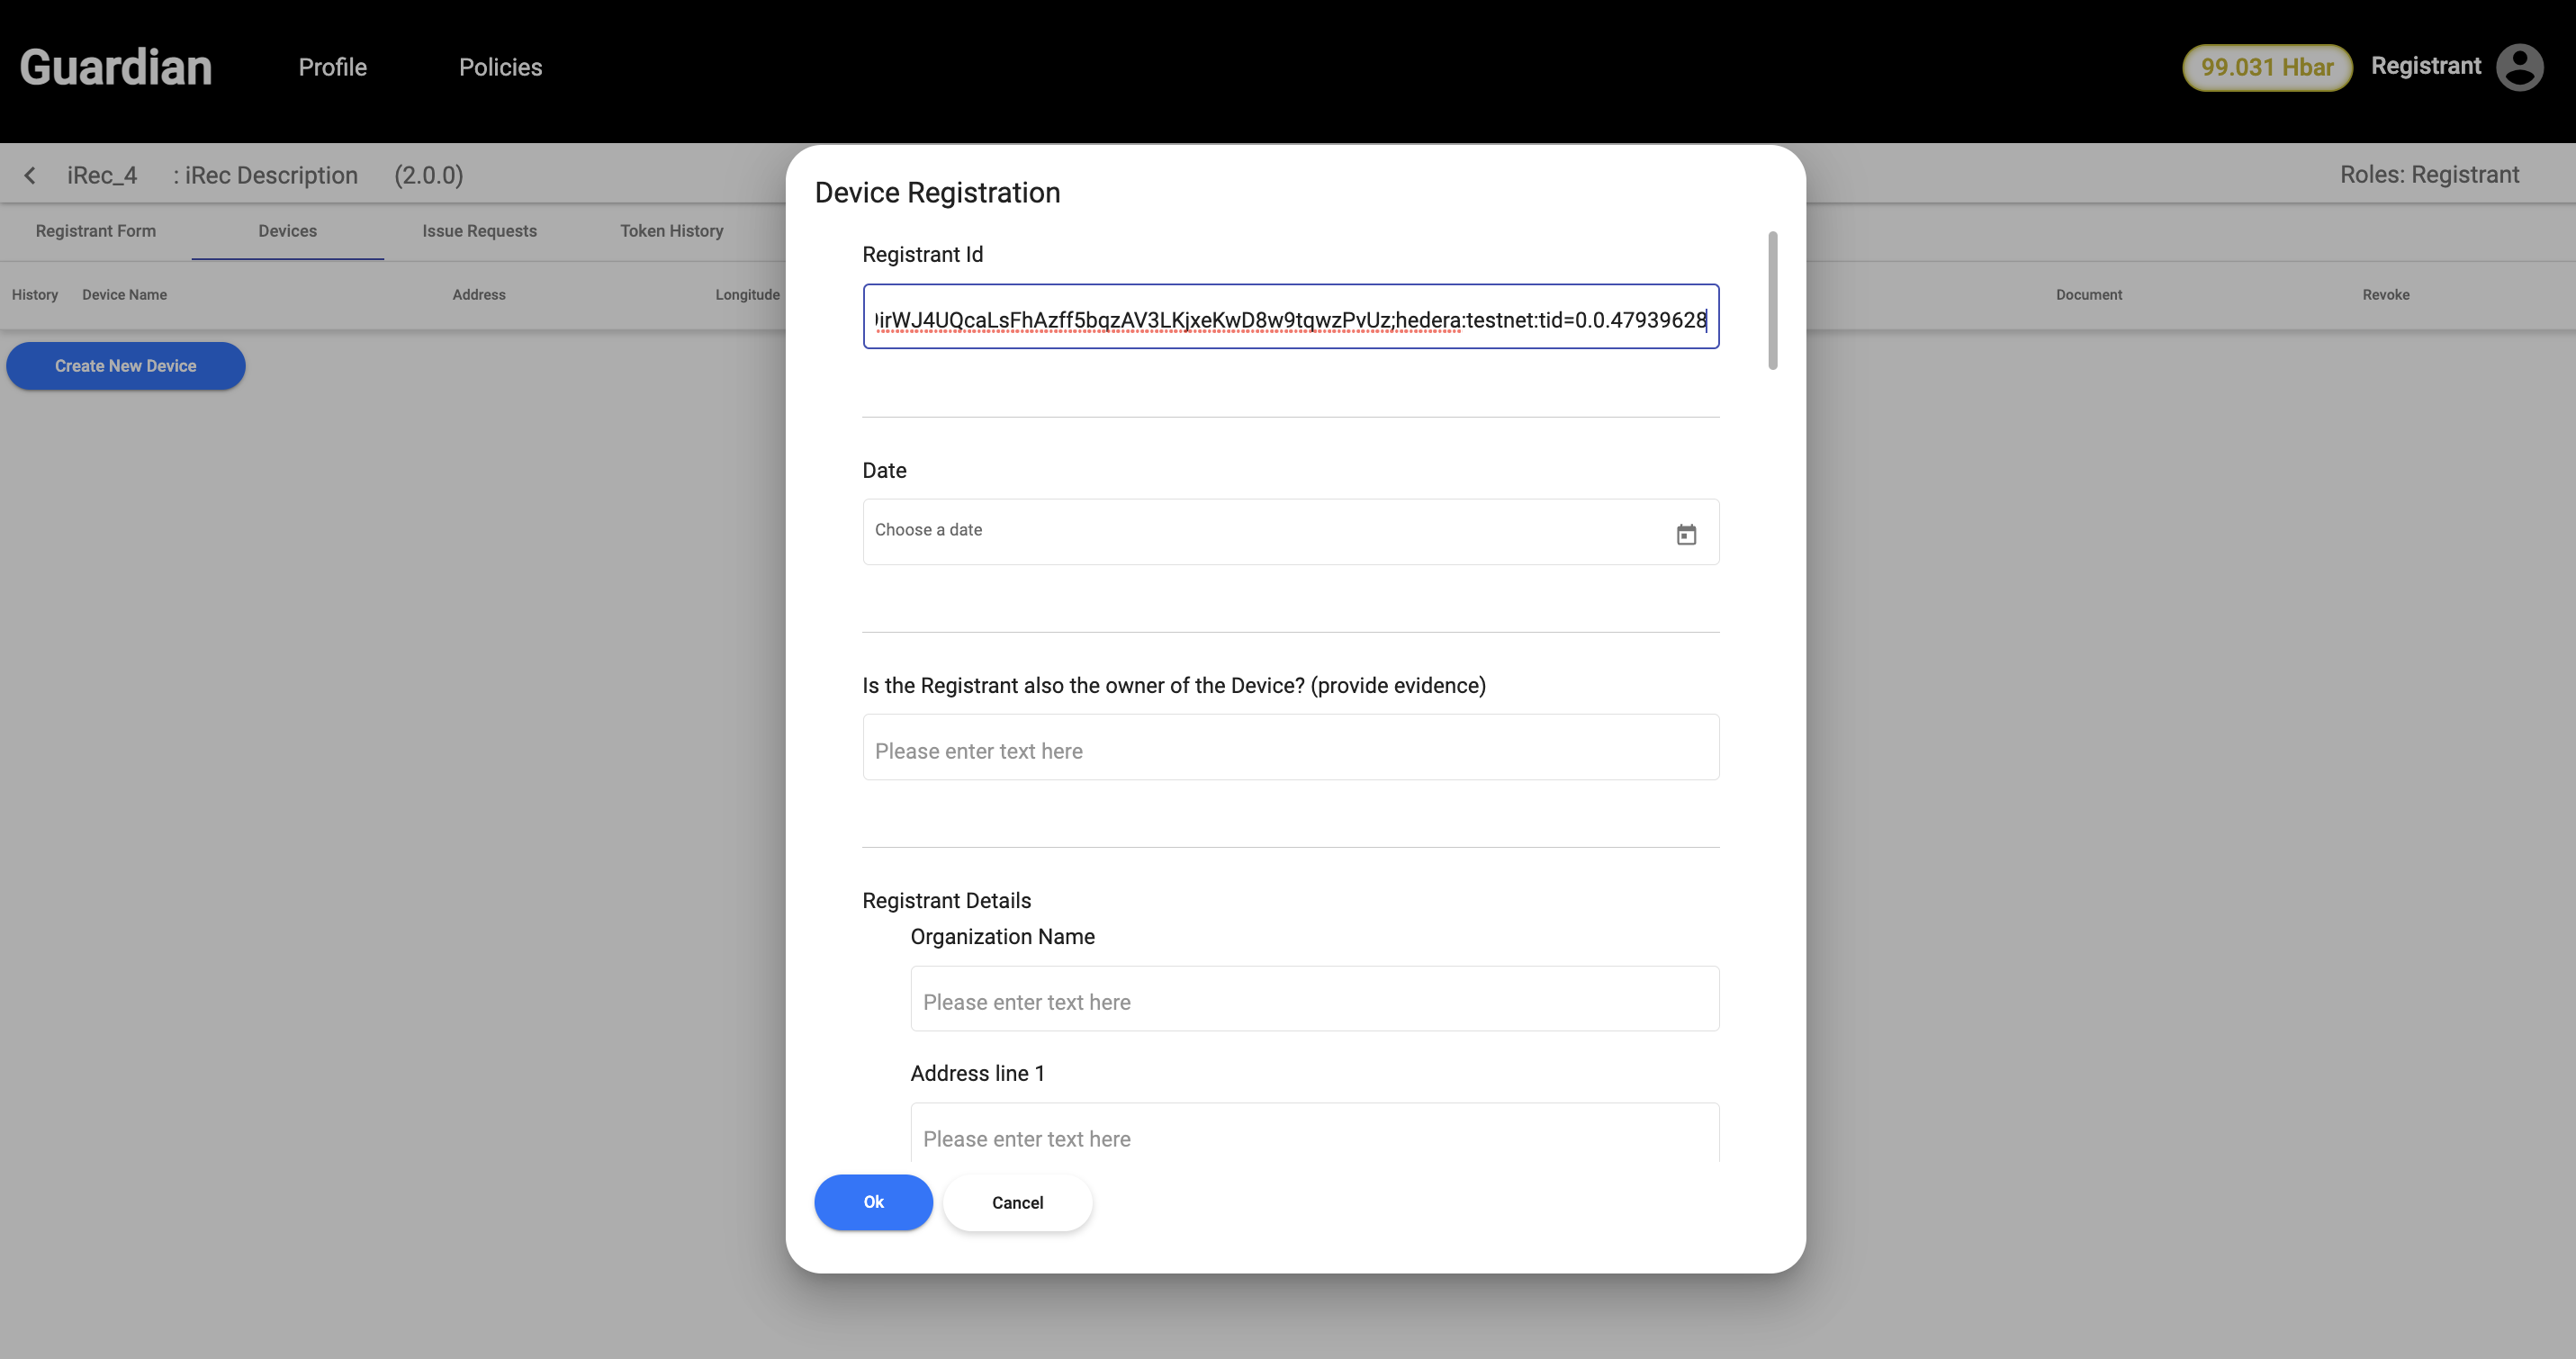 Guardian Profile Policies 99.031 Hbar Registrant
iRec_4 : iRec Description (2.0.0) Roles: Registrant
Registrant Form Devices Issue Requests Token History
History Device Name Address Longitude Document Revoke
Create New Device
Device Registration
Registrant Id
irWJ4UQcaLsFhAzff5bqzAV3LKjxeKwD8w9tqwzPvUz;hedera:testnet:tid=0.0.47939628
Date
Choose a date
Is the Registrant also the owner of the Device? (provide evidence)
Please enter text here
Registrant Details
Organization Name
Please enter text here
Address line 1
Please enter text here
Ok Cancel